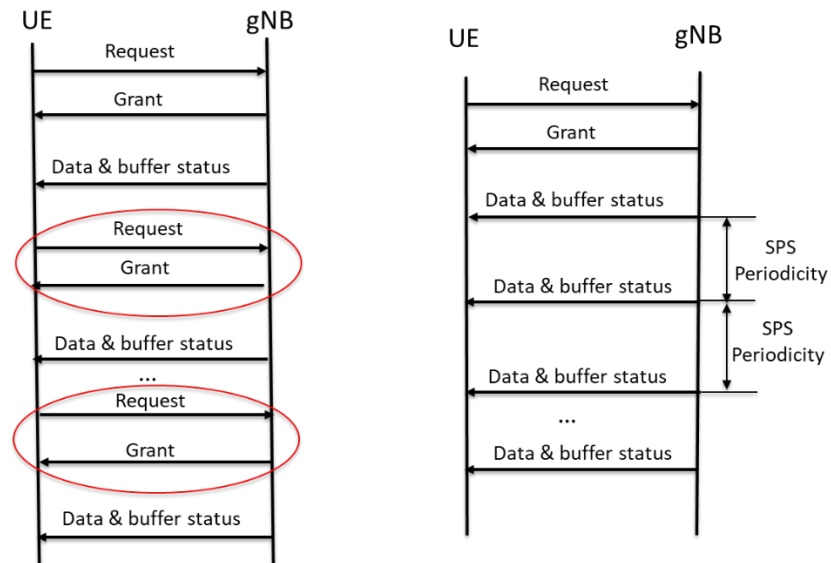 UE gNB
Request
Grant
Data & buffer status
Request
Grant
Data & buffer status
...
Request
Grant
Data & buffer status
UE gNB
Request
Grant
Data & buffer status
SPS
Periodicity
Data & buffer status
SPS
Periodicity
Data & buffer status
...
Data & buffer status